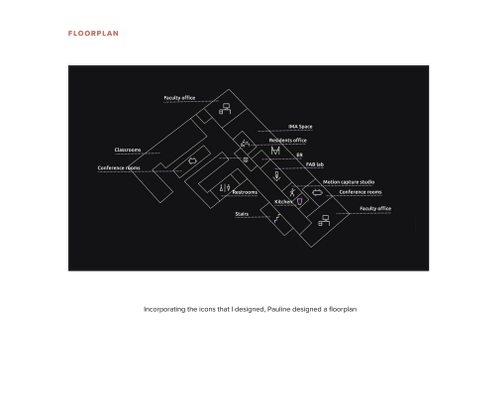 FLOORPLAN
Faculty office
IMA Space
Residents office
Classrooms
ER
FAB lab
Conference rooms
Motion capture studio
Restrooms
Conference rooms
Kitchen
Faculty office
Stairs
Incorporating the icons that I designed, Pauline designed a floorplan